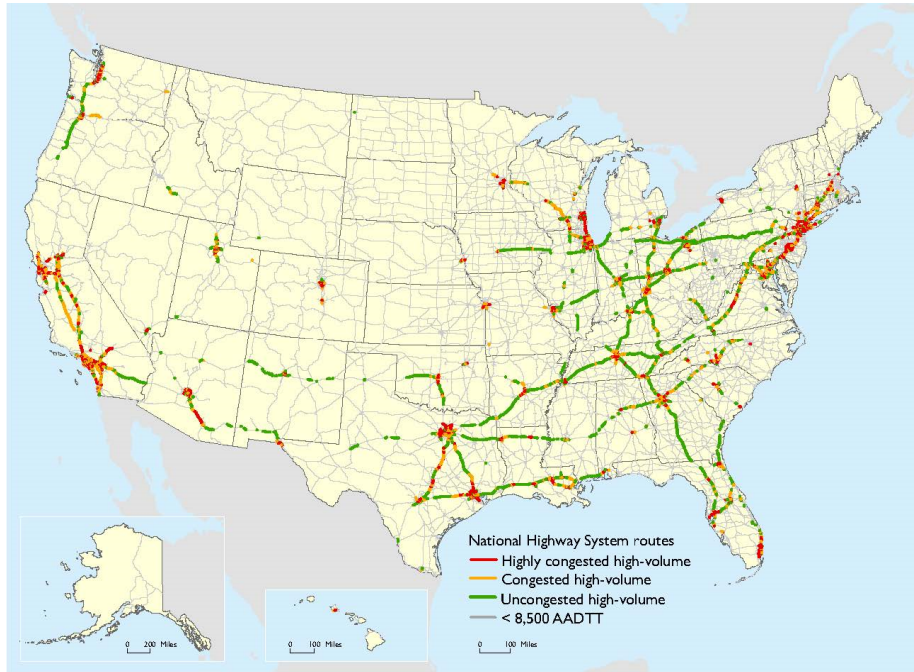 National Highway System routes
Highly congested high-volume
Congested high-volume
Uncongested high-volume
< 8,500 AADTT
0 200 Miles
0 100 Miles
0 100 Miles